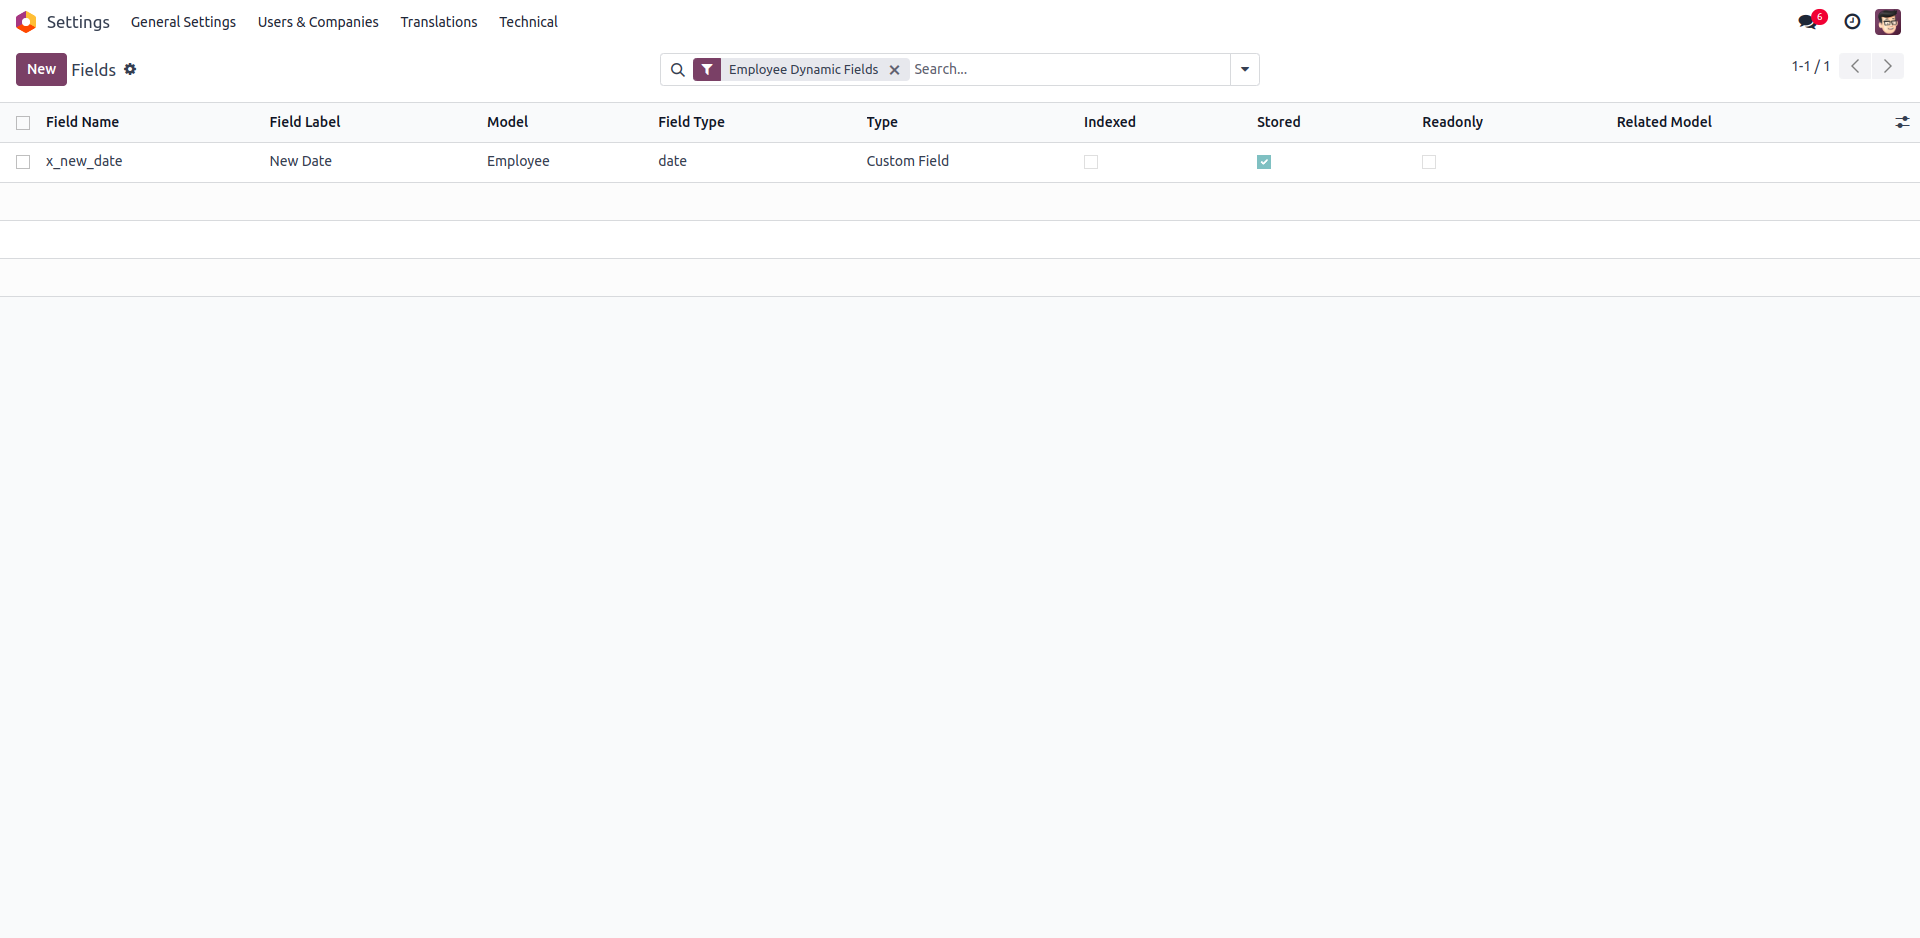 Settings General Settings Users & Companies Translations Technical 6
New Fields Employee Dynamic Fields Search... 1-1 / 1
Field Name Field Label Model Field Type Type Indexed Stored Readonly Related Model
x_new_date New Date Employee date Custom Field